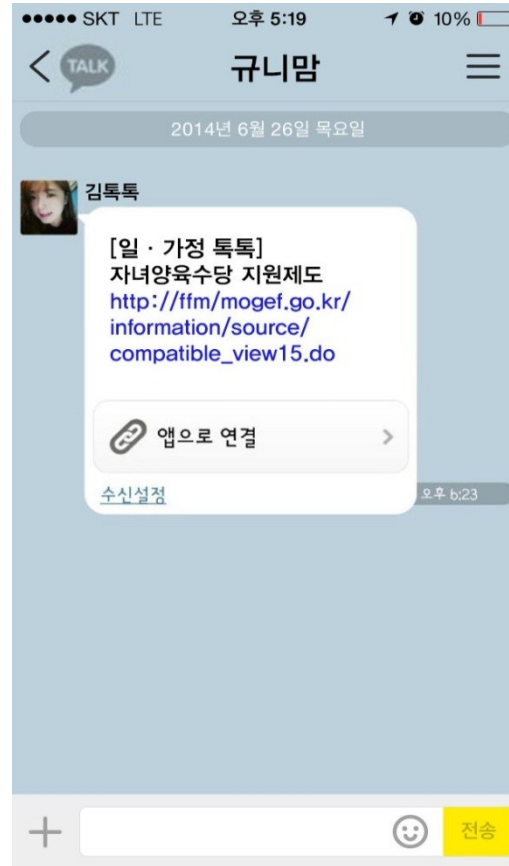 SKT LTE 오후 5:19 10%
TALK 규니맘
2014년 6월 26일 목요일
김톡톡
[일 · 가정 톡톡]
자녀양육수당 지원제도
http://ffm/mogef.go.kr/
information/source/
compatible_view15.do
앱으로 연결
수신설정
오후 b:23
전송